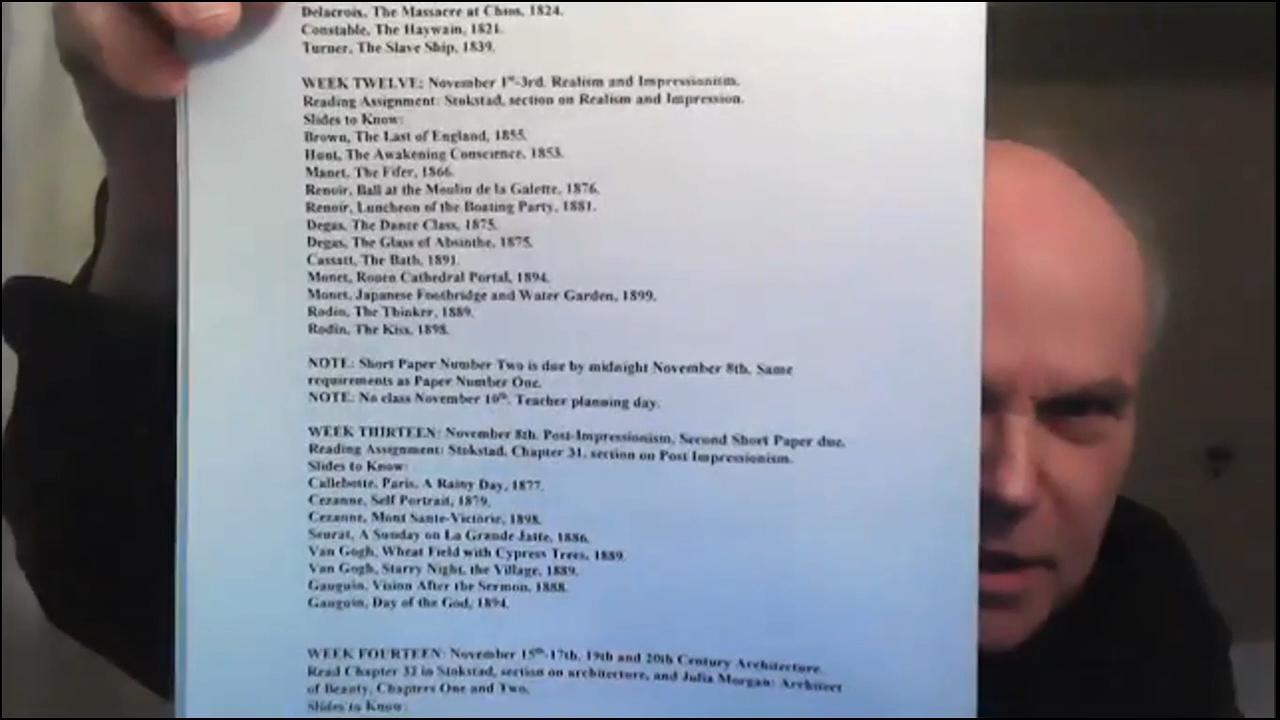 Delacroix, The Massacre at Chios, 1824.
Constable, The Haywain, 1821.
Turner, The Slave Ship, 1839.
WEEK TWELVE: November 1st-3rd. Realism and Impressionism.
Reading Assignment: Stokstad, section on Realism and Impression.
Slides to Know:
Brown, The Last of England, 1855.
Hunt, The Awakening Conscience, 1853.
Manet, The Fifer, 1866.
Renoir, Ball at the Moulin de la Galette, 1876.
Renoir, Luncheon of the Boating Party, 1881.
Degas, The Dance Class, 1875.
Degas, The Glass of Absinthe, 1875.
Cassatt, The Bath, 1891.
Monet, Rouen Cathedral Portal, 1894.
Monet, Japanese Footbridge and Water Garden, 1899.
Rodin, The Thinker, 1889.
Rodin, The Kiss, 1898.
NOTE: Short Paper Number Two is due by midnight November 8th. Same
requirements as Paper Number One.
NOTE: No class November 10th. Teacher planning day.
WEEK THIRTEEN: November 8th. Post-Impressionism, Second Short Paper due.
Reading Assignment: Stokstad, Chapter 31, section on Post Impressionism.
Slides to Know:
Callebotte, Paris, A Rainy Day, 1877.
Cezanne, Self Portrait, 1879.
Cezanne, Mont Sante-Victorie, 1898.
Seurat, A Sunday on La Grande Jatte, 1886.
Van Gogh, Wheat Field with Cypress Trees, 1889.
Van Gogh, Starry Night, the Village, 1889.
Gauguin, Vision After the Sermon, 1888.
Gauguin, Day of the God, 1894.
WEEK FOURTEEN: November 15th-17th. 19th and 20th Century Architecture.
Read Chapter 32 in Stokstad, section on architecture, and Julia Morgan: Architect
of Beauty, Chapters One and Two.
Slides to Know: